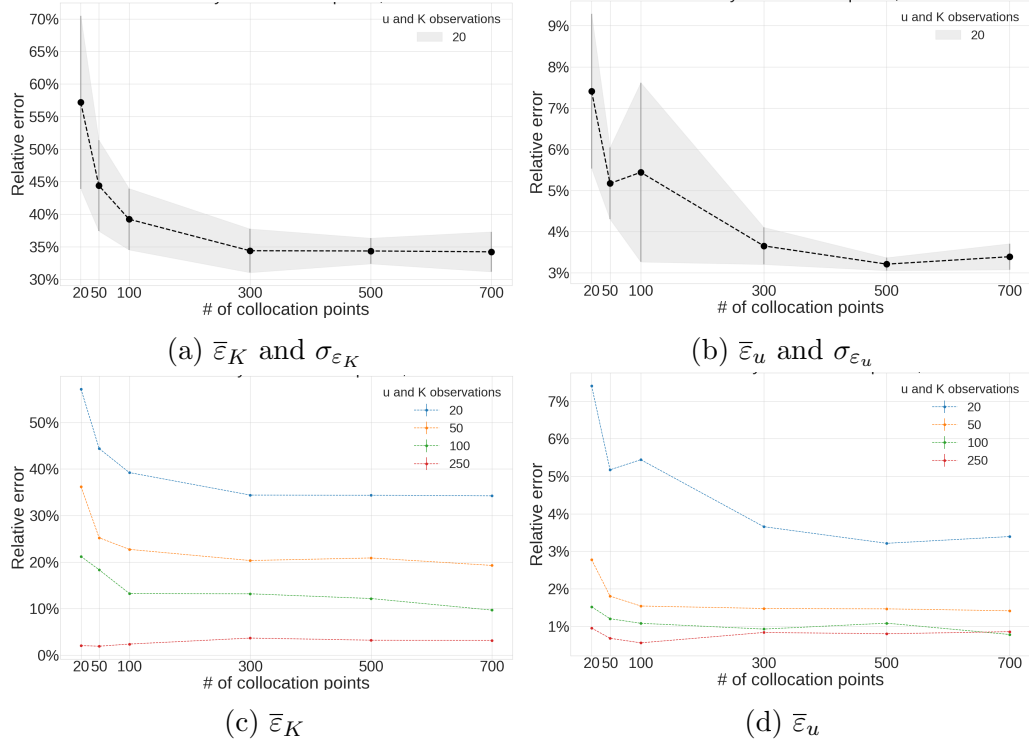 u and K observations
20
70%
65%
60%
55%
50%
45%
40%
35%
30%
Relative error
20 50 100 300 500 700
# of collocation points
(a) ε̅_K and σ_{ε_K}
u and K observations
20
9%
8%
7%
6%
5%
4%
3%
Relative error
20 50 100 300 500 700
# of collocation points
(b) ε̅_u and σ_{ε_u}
u and K observations
20
50
100
250
50%
40%
30%
20%
10%
0%
Relative error
20 50 100 300 500 700
# of collocation points
(c) ε̅_K
u and K observations
20
50
100
250
7%
6%
5%
4%
3%
2%
1%
Relative error
20 50 100 300 500 700
# of collocation points
(d) ε̅_u